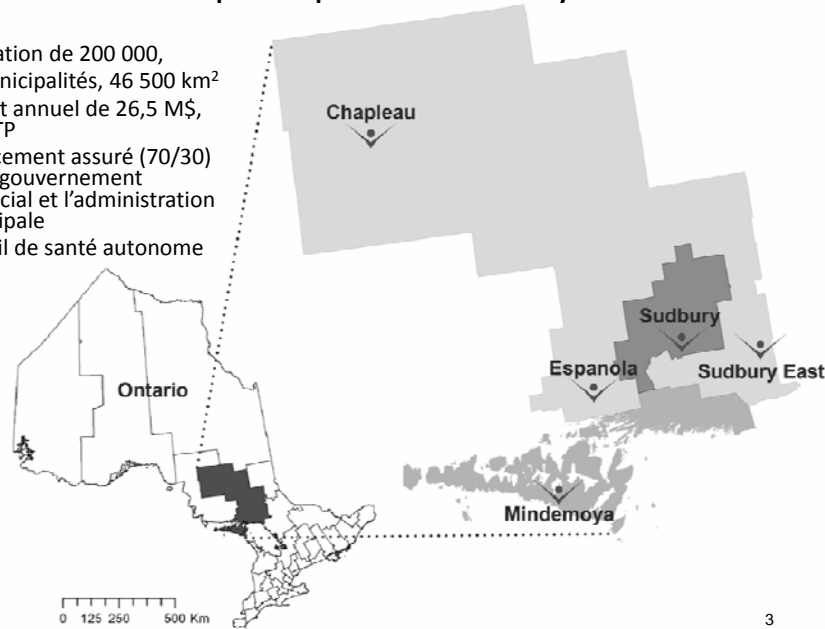 ation de 200 000,
nicipalités, 46 500 km²
t annuel de 26,5 M$,
TP
cement assuré (70/30)
gouvernement
cial et l'administration
ipale
il de santé autonome
Chapleau
Sudbury
Espanola
Sudbury East
Ontario
Mindemoya
0 125 250 500 Km
3